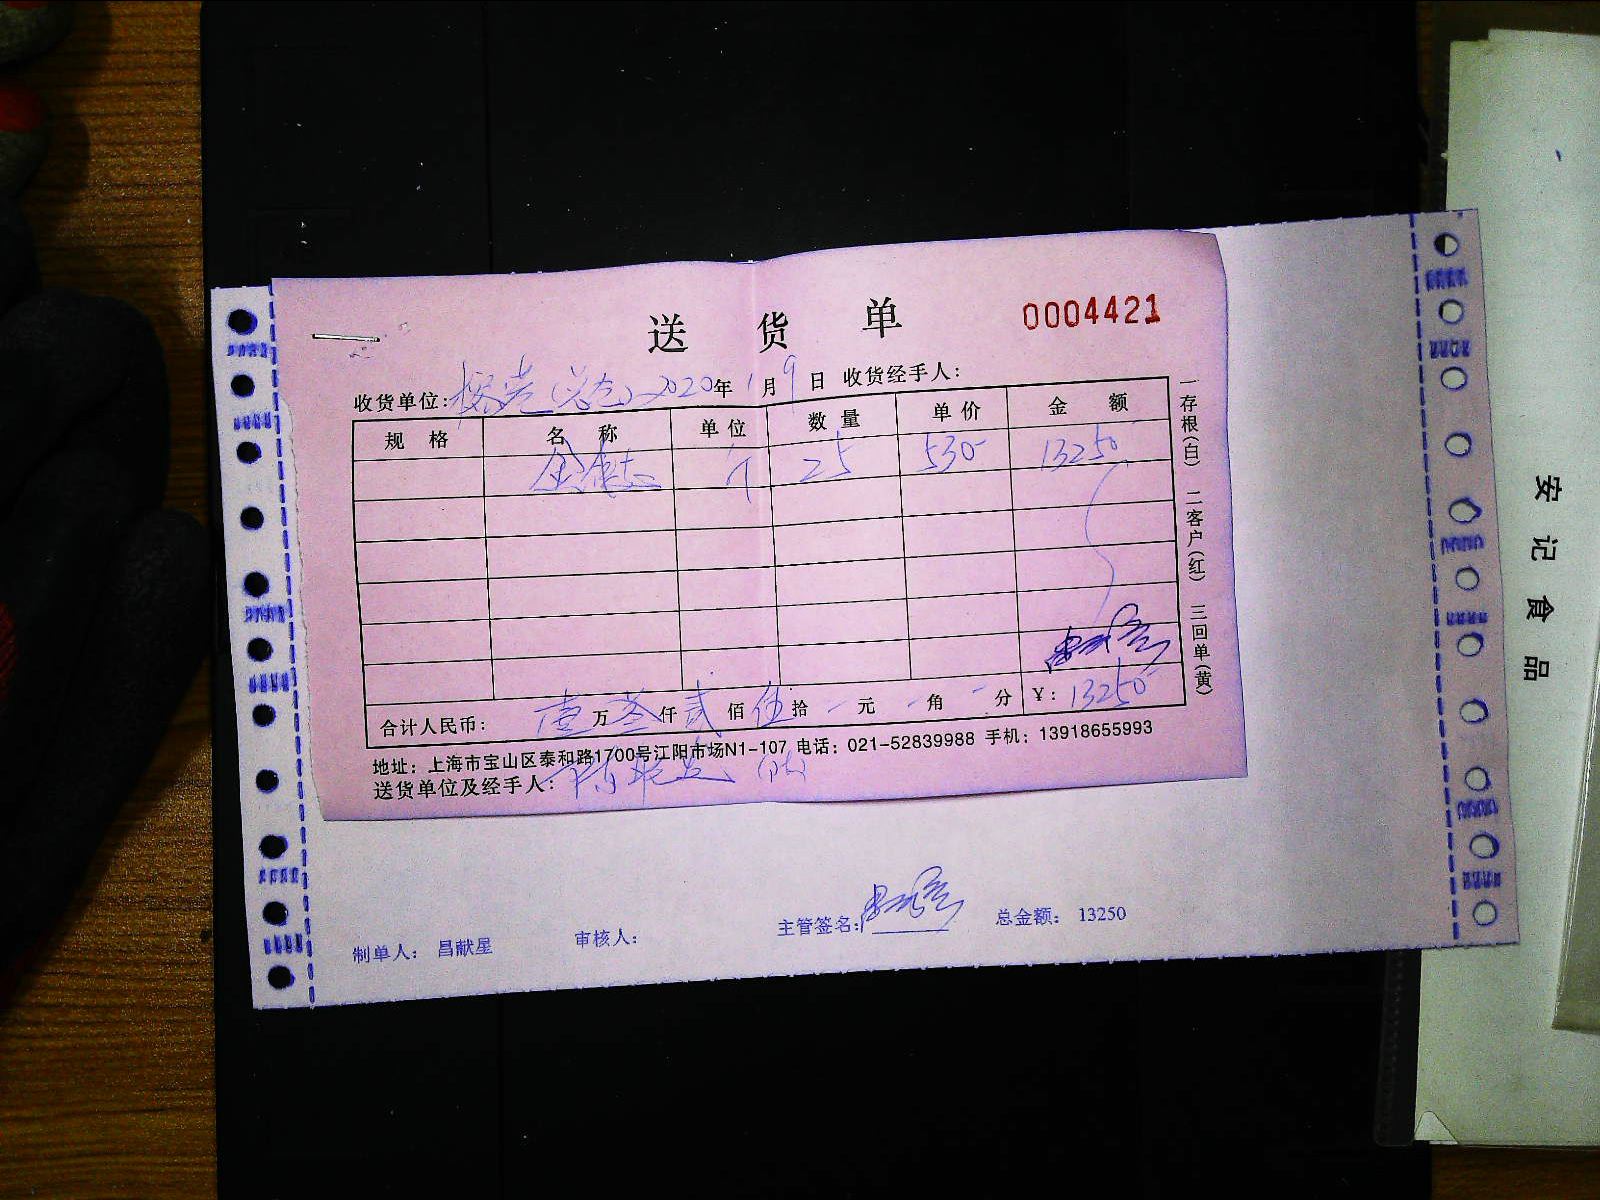 送货单 0004421
收货单位: 2020年1月9日 收货经手人:
规格 名称 单位 数量 单价 金额
个 25 530- 13250
合计人民币: 壹万叁仟贰佰伍拾-元-角-分 ¥: 13250-
地址: 上海市宝山区泰和路1700号江阳市场N1-107 电话: 021-52839988 手机: 13918655993
送货单位及经手人:
一存根(白) 二客户(红) 三回单(黄)
制单人: 昌献星 审核人: 主管签名: 总金额: 13250
安记食品